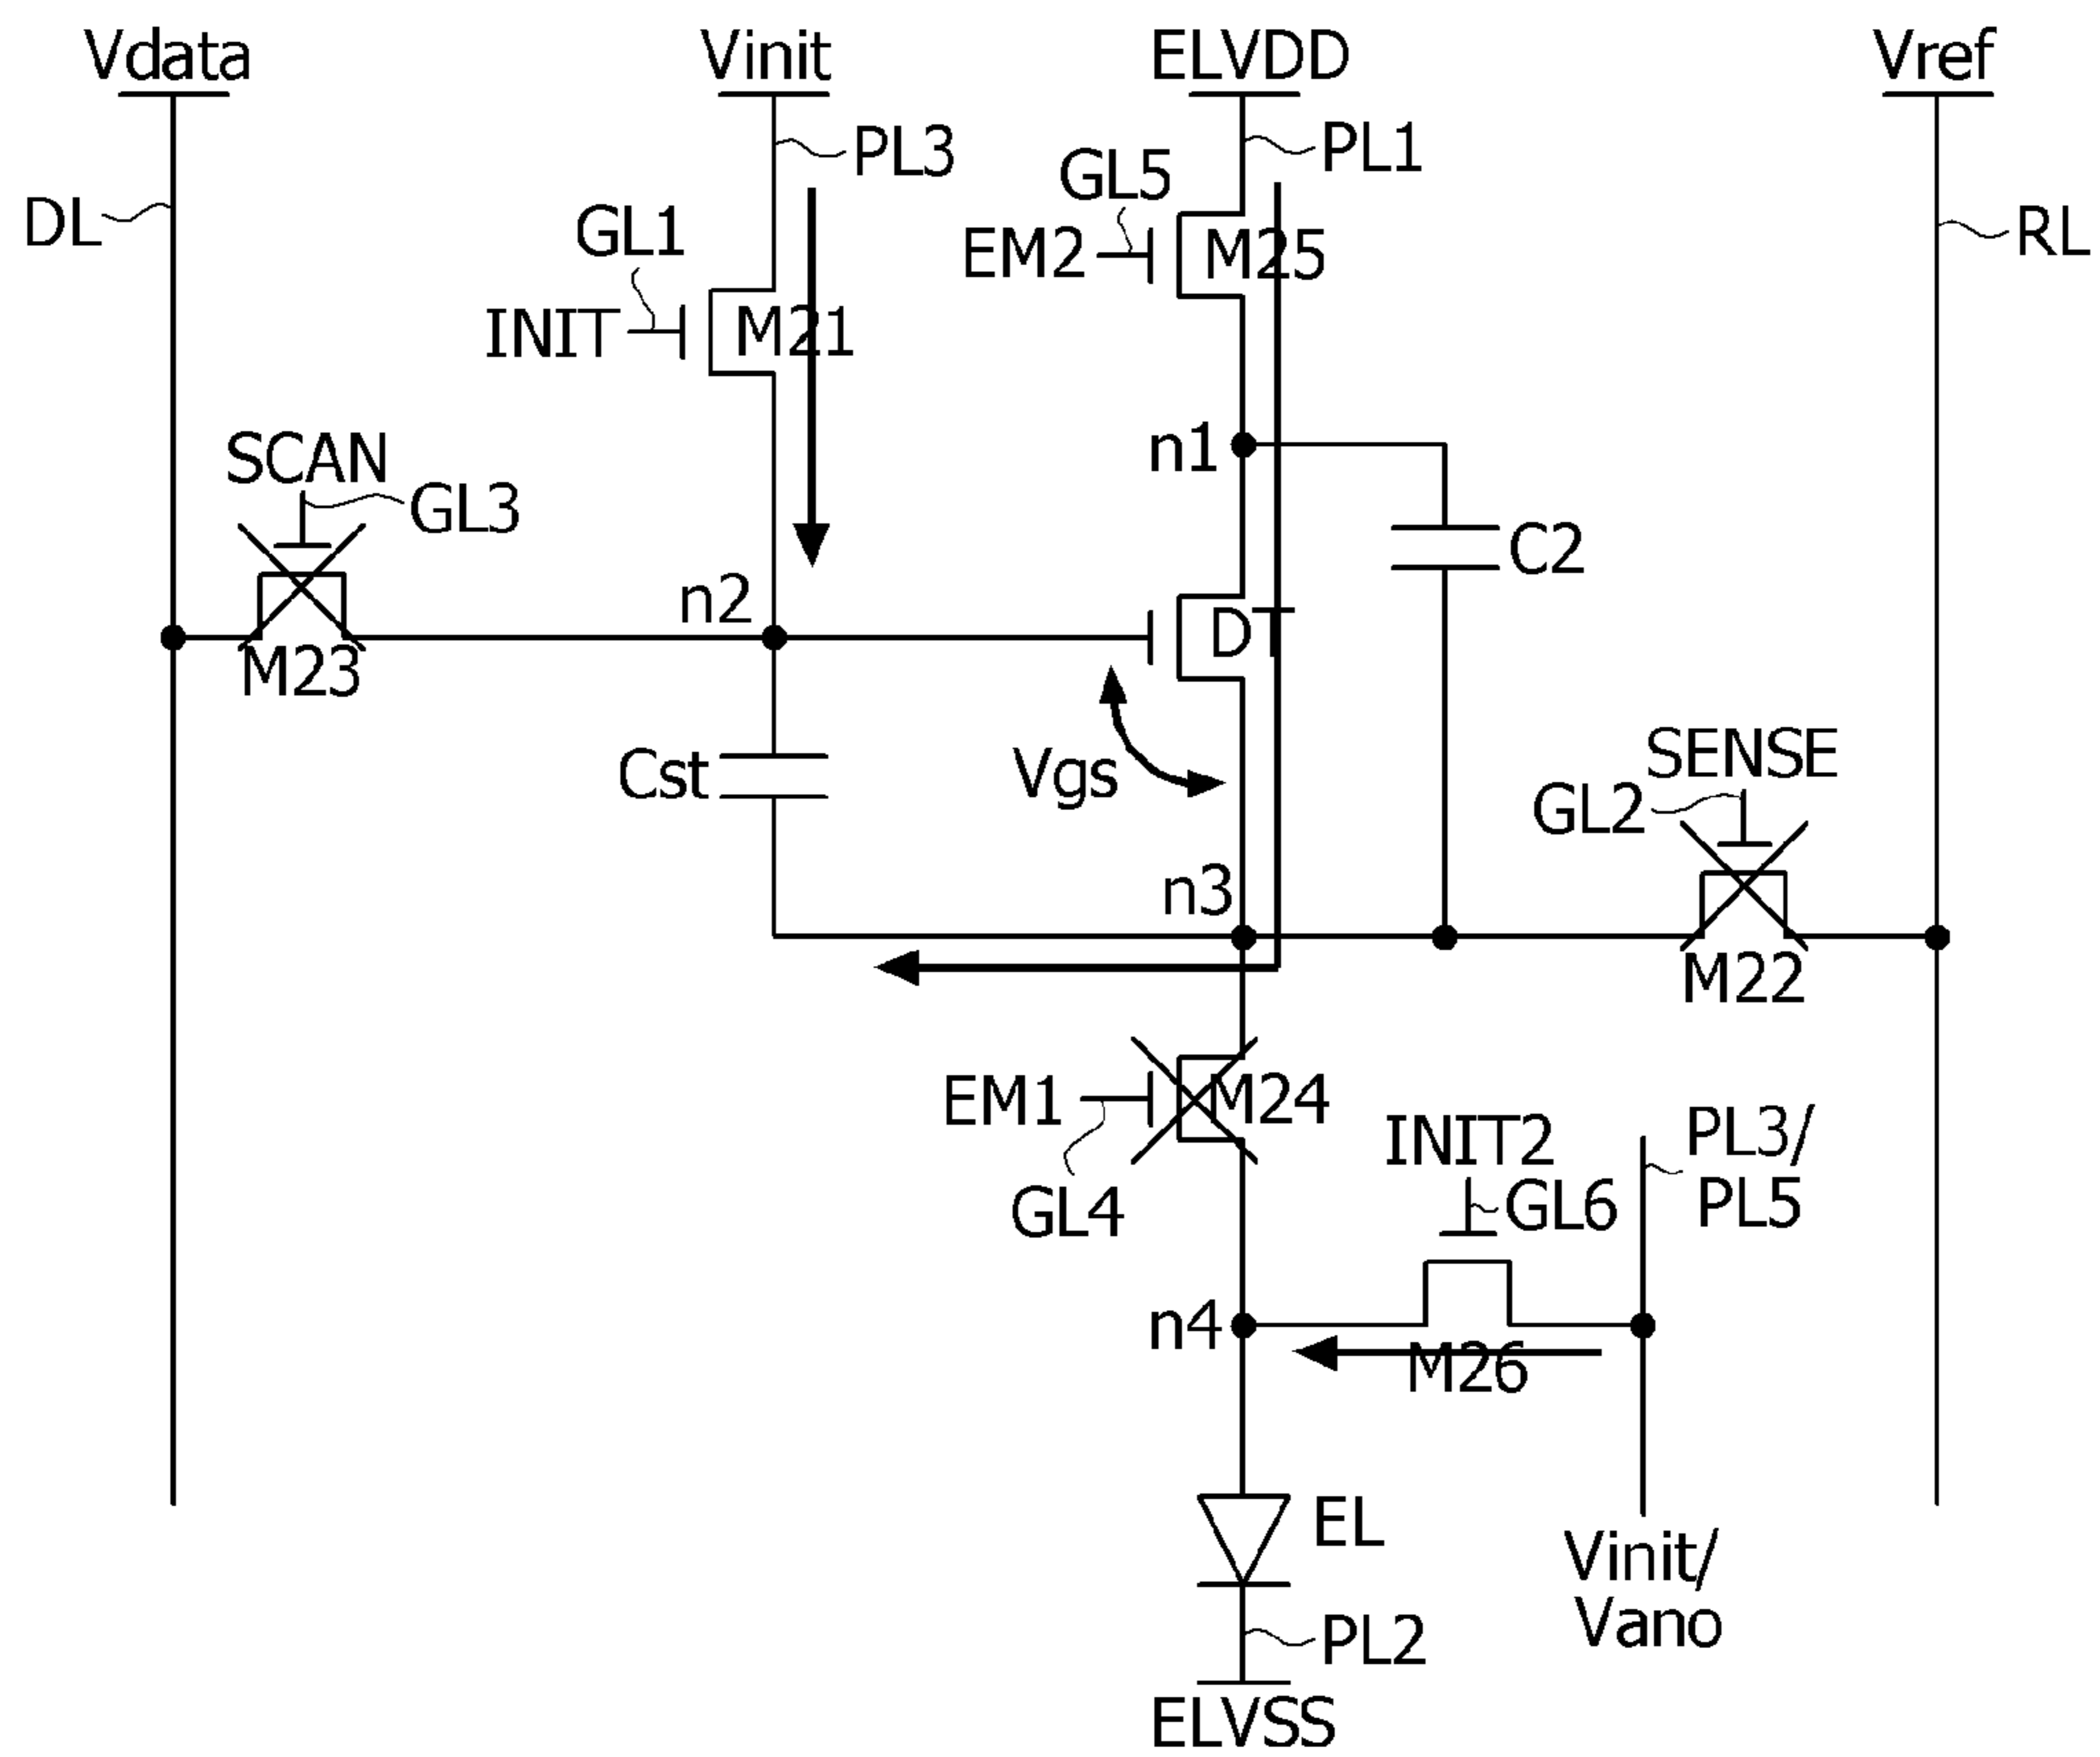 Vdata
Vinit
ELVDD
Vref
PL3
PL1
DL
GL1
GL5
RL
EM2
M25
INIT
M21
SCAN
GL3
n1
C2
n2
DT
M23
Cst
Vgs
SENSE
GL2
n3
M22
EM1
M24
INIT2
PL3/
PL5
GL4
GL6
n4
M26
EL
Vinit/
Vano
PL2
ELVSS